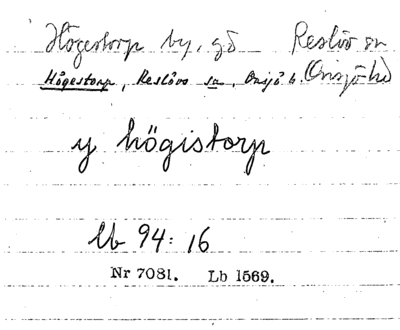 Högestorp by, gd Reslöv sn
Högestorp, Reslövs sn, Onsjö h. Onsjö hd
y högistorp
lb 94: 16
Nr 7081. Lb 1569.